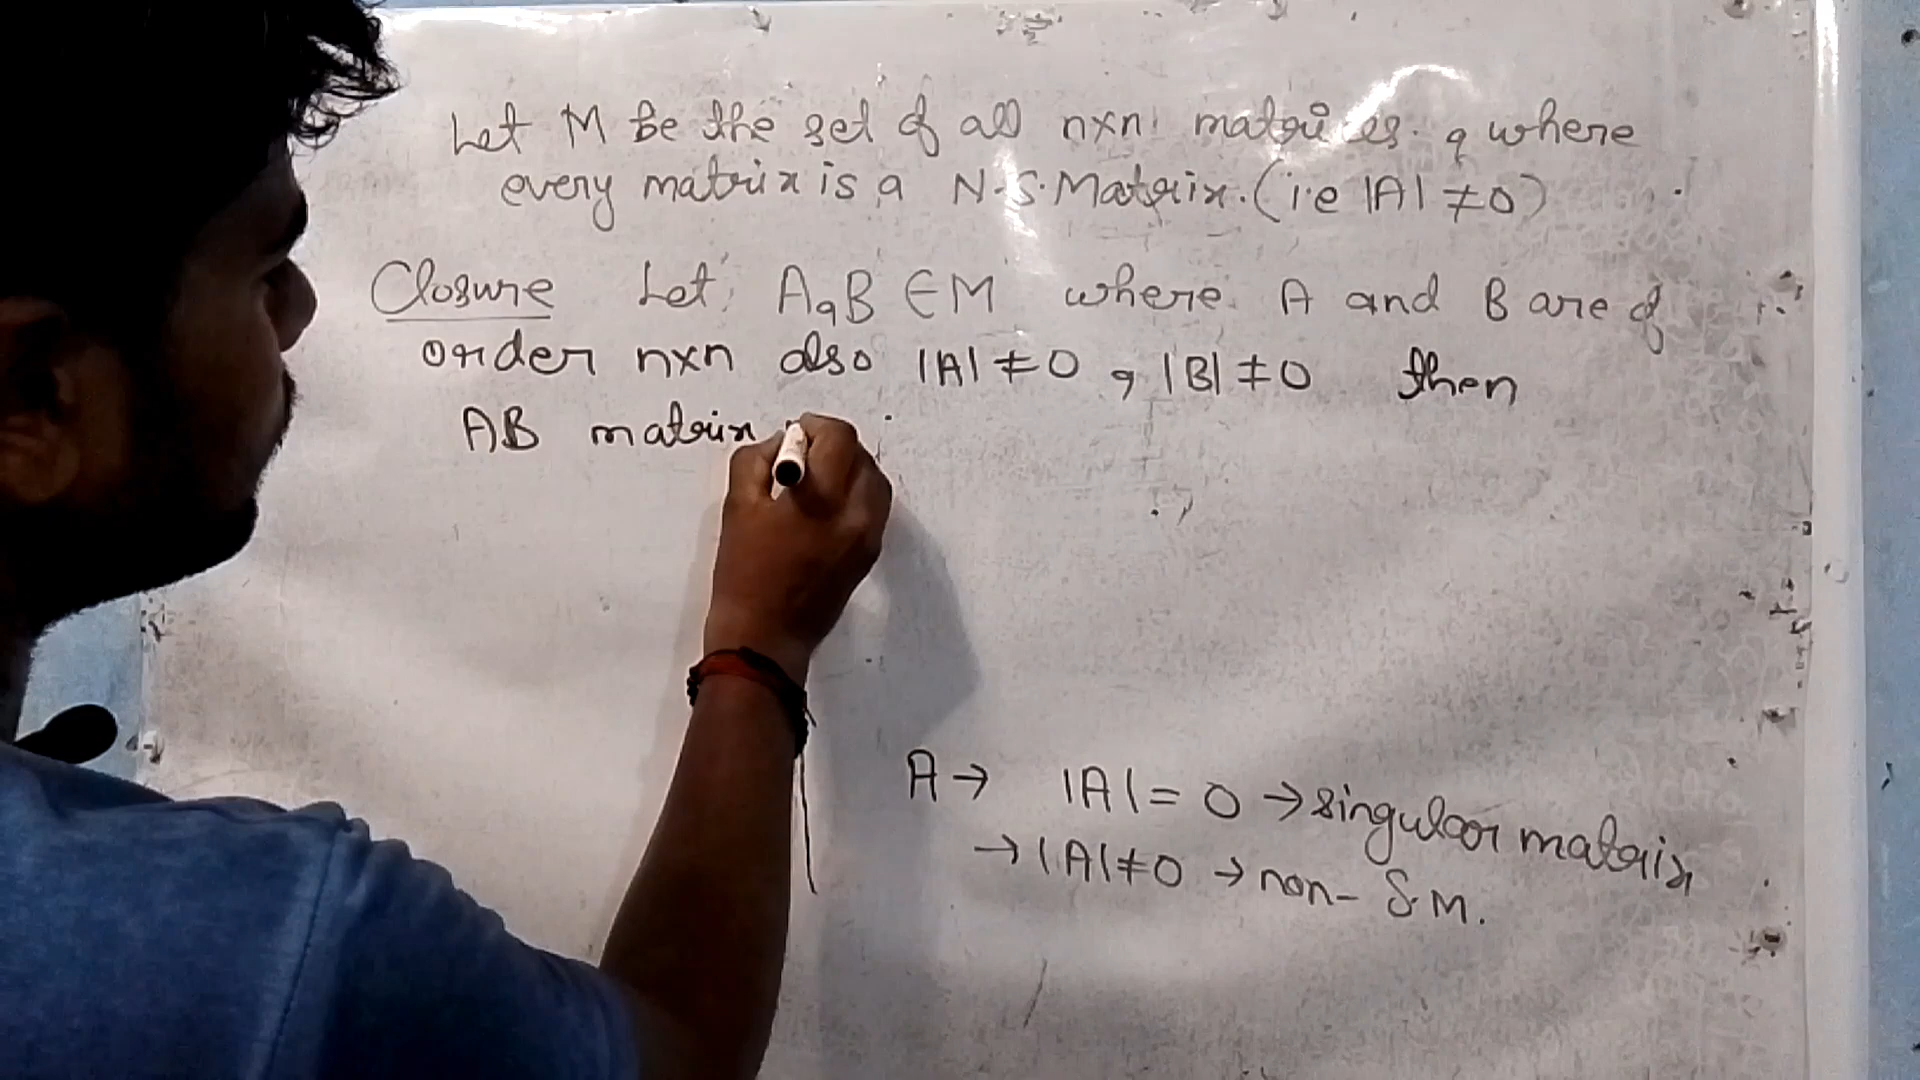 Let M be the set of all n×n matrices, where
every matrix is a N.S. Matrix. (i.e |A| ≠ 0)
Closure Let A, B ∈ M where A and B are of
order n×n also |A| ≠ 0, |B| ≠ 0 then
AB matrix
A → |A| = 0 → singular matrix
→ |A| ≠ 0 → non- S.M.